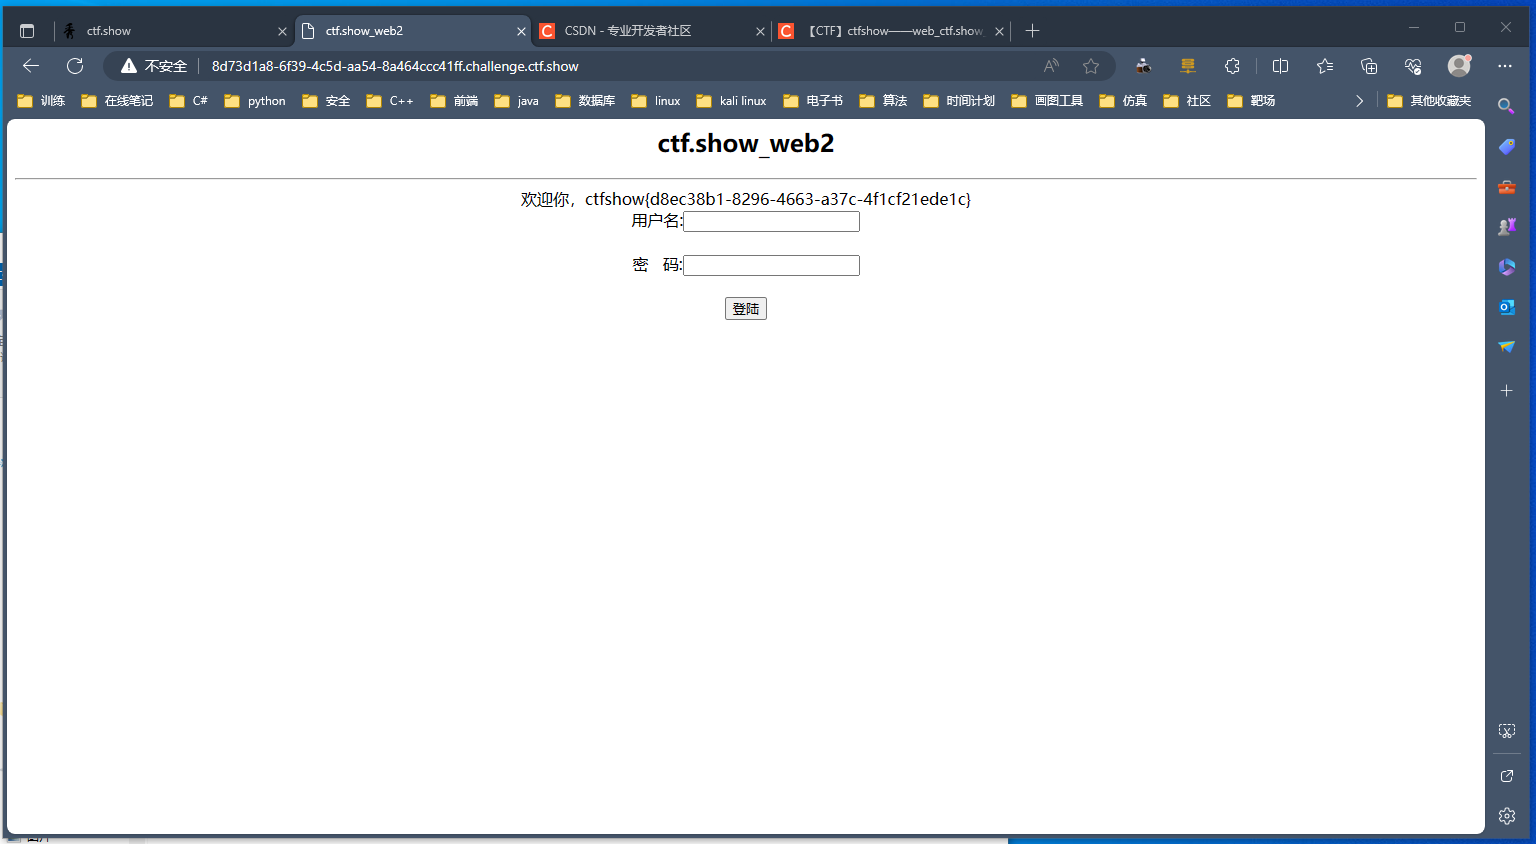 ctf.show
ctf.show_web2
CSDN - 专业开发者社区
【CTF】ctfshow——web_ctf.show_
不安全
8d73d1a8-6f39-4c5d-aa54-8a464ccc41ff.challenge.ctf.show
训练 在线笔记 C# python 安全 C++ 前端 java 数据库 linux kali linux 电子书 算法 时间计划 画图工具 仿真 社区 靶场 其他收藏夹
ctf.show_web2
欢迎你，ctfshow{d8ec38b1-8296-4663-a37c-4f1cf21ede1c}
用户名:
密 码:
登陆